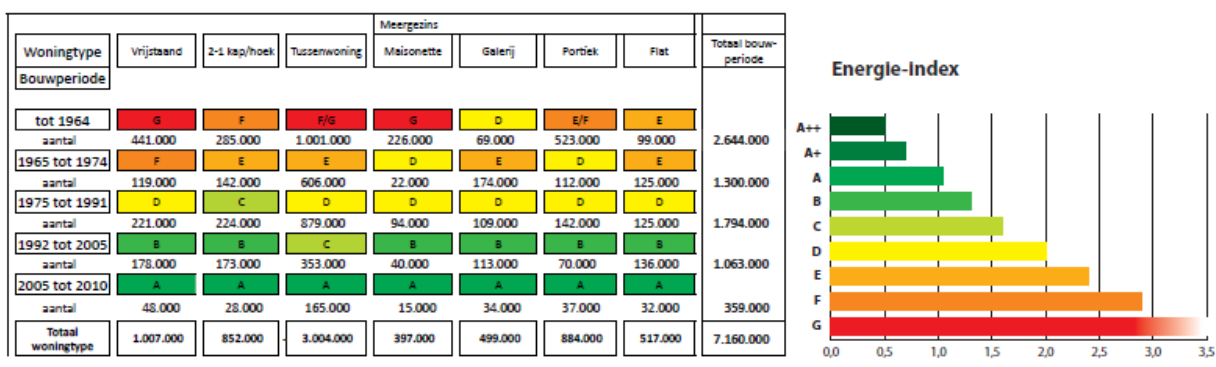 Meergezins
Woningtype Vrijstaand 2-1 kap/hoek Tussenwoning Maisonette Galerij Portiek Flat Totaal bouw-
periode
Bouwperiode
tot 1964 G F F/G G D E/F E
aantal 441.000 285.000 1.001.000 226.000 69.000 523.000 99.000 2.644.000
1965 tot 1974 F E E D E D E
aantal 119.000 142.000 606.000 22.000 174.000 112.000 125.000 1.300.000
1975 tot 1991 D C D D D D D
aantal 221.000 224.000 879.000 94.000 109.000 142.000 125.000 1.794.000
1992 tot 2005 B B C B B B B
aantal 178.000 173.000 353.000 40.000 113.000 70.000 136.000 1.063.000
2005 tot 2010 A A A A A A A
aantal 48.000 28.000 165.000 15.000 34.000 37.000 32.000 359.000
Totaal
woningtype 1.007.000 852.000 3.004.000 397.000 499.000 884.000 517.000 7.160.000
Energie-index
A++
A+
A
B
C
D
E
F
G
0,0 0,5 1,0 1,5 2,0 2,5 3,0 3,5